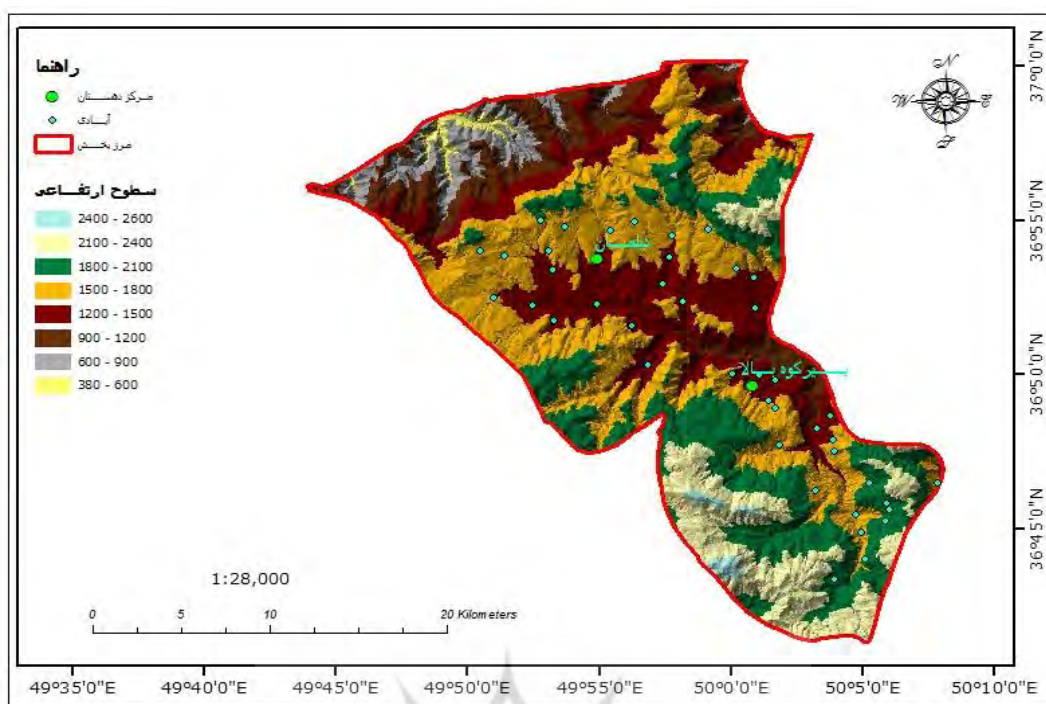 راهنما
مرکز دهستان
آبادی
مرز بخش
سطوح ارتفاعی
2400 - 2600
2100 - 2400
1800 - 2100
1500 - 1800
1200 - 1500
900 - 1200
600 - 900
380 - 600
N
W
E
S
دیلمان
پیرکوه بالا
1:28,000
0 5 10 20 Kilometers
37°0'0"N
36°55'0"N
36°50'0"N
36°45'0"N
49°35'0"E 49°40'0"E 49°45'0"E 49°50'0"E 49°55'0"E 50°0'0"E 50°5'0"E 50°10'0"E